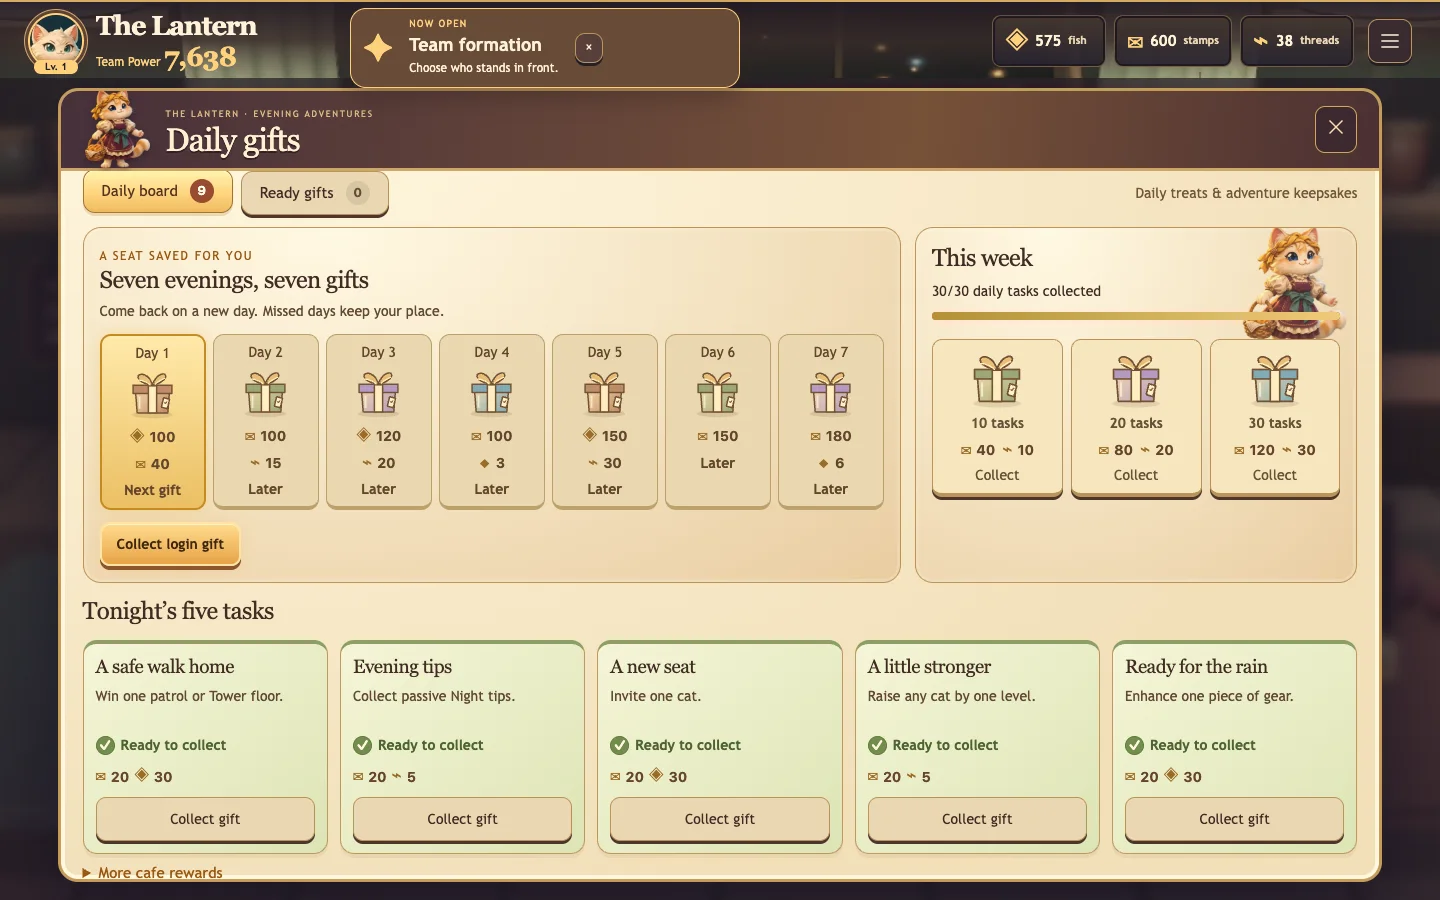 The Lantern
Team Power 7,638
Lv. 1
NOW OPEN
Team formation
Choose who stands in front.
×
575 fish
600 stamps
38 threads
THE LANTERN · EVENING ADVENTURES
Daily gifts
Daily board 9
Ready gifts 0
Daily treats & adventure keepsakes
A SEAT SAVED FOR YOU
Seven evenings, seven gifts
Come back on a new day. Missed days keep your place.
Day 1
100
40
Next gift
Day 2
100
15
Later
Day 3
120
20
Later
Day 4
100
3
Later
Day 5
150
30
Later
Day 6
150
Later
Day 7
180
6
Later
Collect login gift
This week
30/30 daily tasks collected
10 tasks
40 10
Collect
20 tasks
80 20
Collect
30 tasks
120 30
Collect
Tonight's five tasks
A safe walk home
Win one patrol or Tower floor.
Ready to collect
20 30
Collect gift
Evening tips
Collect passive Night tips.
Ready to collect
20 5
Collect gift
A new seat
Invite one cat.
Ready to collect
20 30
Collect gift
A little stronger
Raise any cat by one level.
Ready to collect
20 5
Collect gift
Ready for the rain
Enhance one piece of gear.
Ready to collect
20 30
Collect gift
More cafe rewards